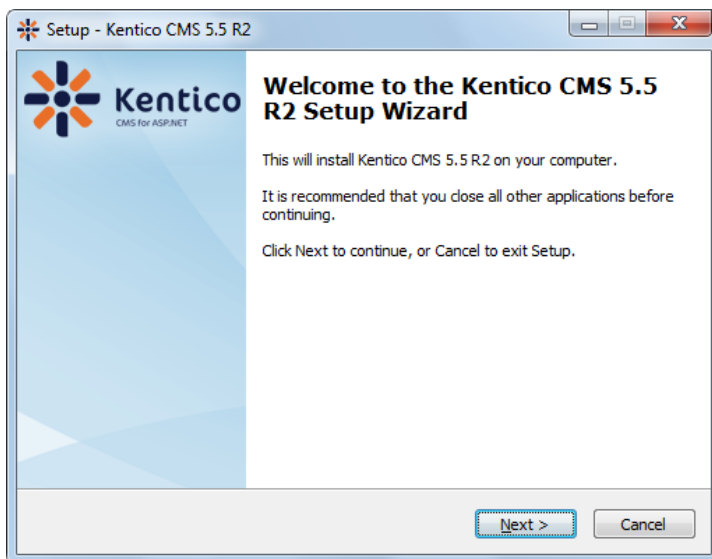 Setup - Kentico CMS 5.5 R2
Kentico
CMS for ASP.NET
Welcome to the Kentico CMS 5.5
R2 Setup Wizard
This will install Kentico CMS 5.5 R2 on your computer.
It is recommended that you close all other applications before
continuing.
Click Next to continue, or Cancel to exit Setup.
Next >
Cancel